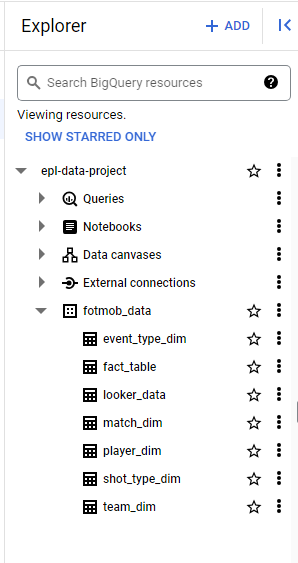 Explorer
+ ADD
Search BigQuery resources
Viewing resources.
SHOW STARRED ONLY
epl-data-project
Queries
Notebooks
Data canvases
External connections
fotmob_data
event_type_dim
fact_table
looker_data
match_dim
player_dim
shot_type_dim
team_dim